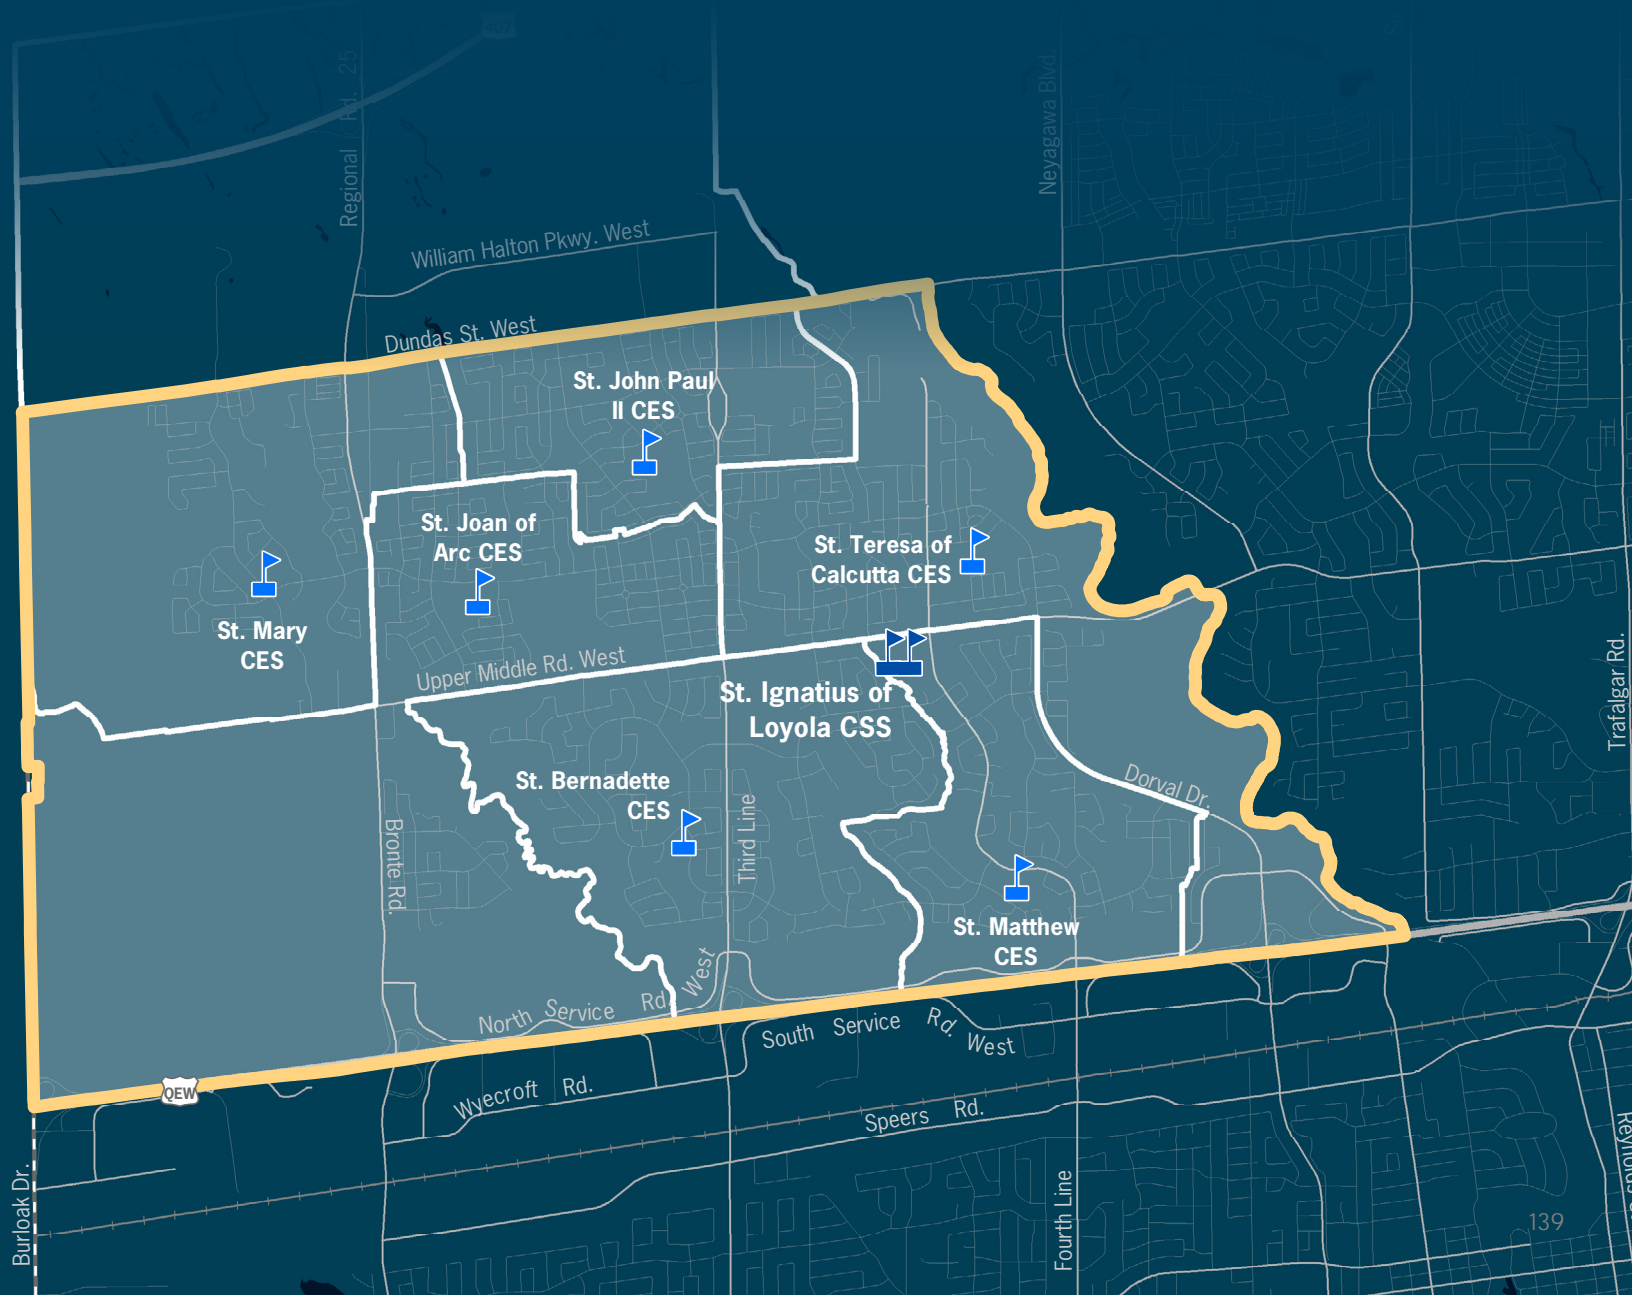 407
Regional Rd. 25
Neyagawa Blvd.
William Halton Pkwy. West
Dundas St. West
St. John Paul
II CES
St. Joan of
Arc CES
St. Teresa of
Calcutta CES
St. Mary
CES
Upper Middle Rd. West
St. Ignatius of
Loyola CSS
Trafalgar Rd.
St. Bernadette
CES
Dorval Dr.
Third Line
Bronte Rd.
St. Matthew
CES
North Service Rd. West
South Service Rd. West
QEW
Wyecroft Rd.
Speers Rd.
Burloak Dr.
Fourth Line
Reynolds
139